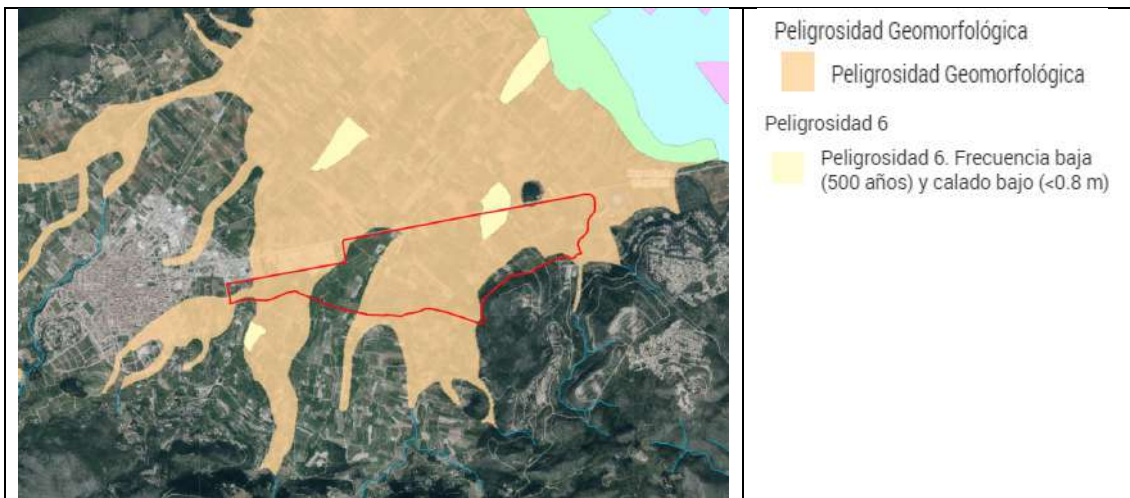 Peligrosidad Geomorfológica
Peligrosidad Geomorfológica
Peligrosidad 6
Peligrosidad 6. Frecuencia baja
(500 años) y calado bajo (<0.8 m)